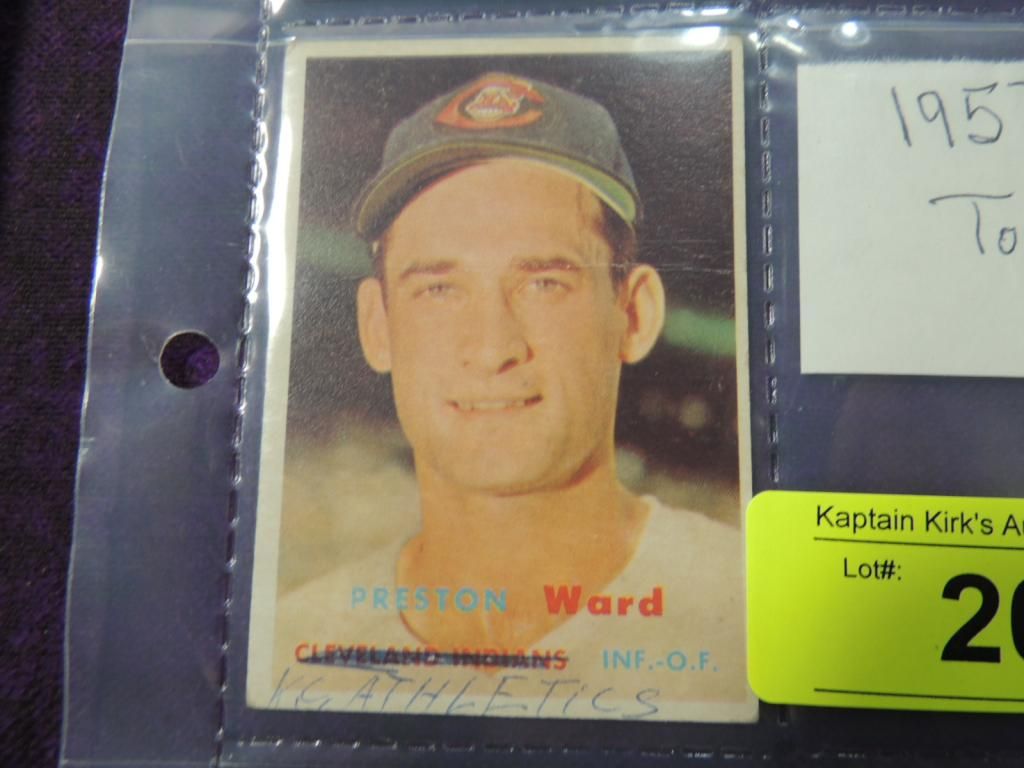 PRESTON Ward
CLEVELAND INDIANS INF.-O.F.
KC ATHLETICS
195
To
Kaptain Kirk's
Lot#:
20